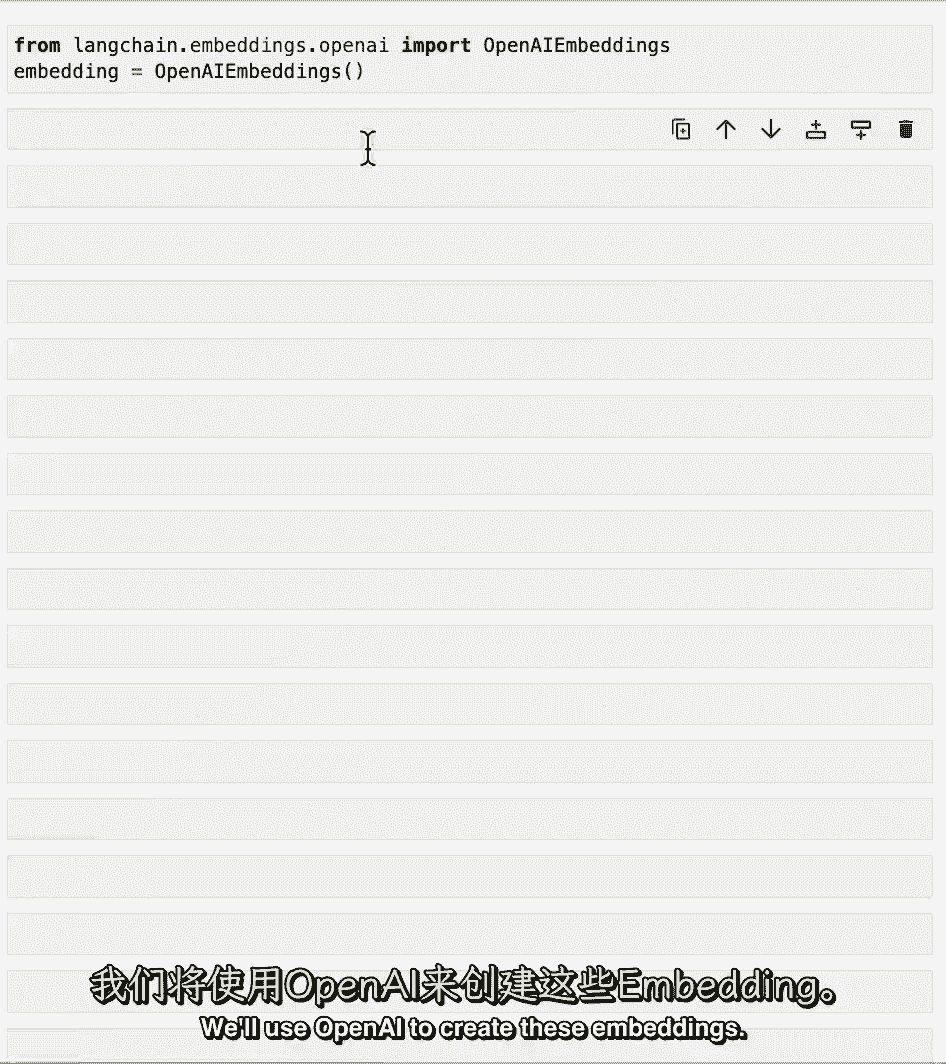 from langchain.embeddings.openai import OpenAIEmbeddings
embedding = OpenAIEmbeddings()
我们将使用OpenAI来创建这些Embedding。
We'll use OpenAI to create these embeddings.